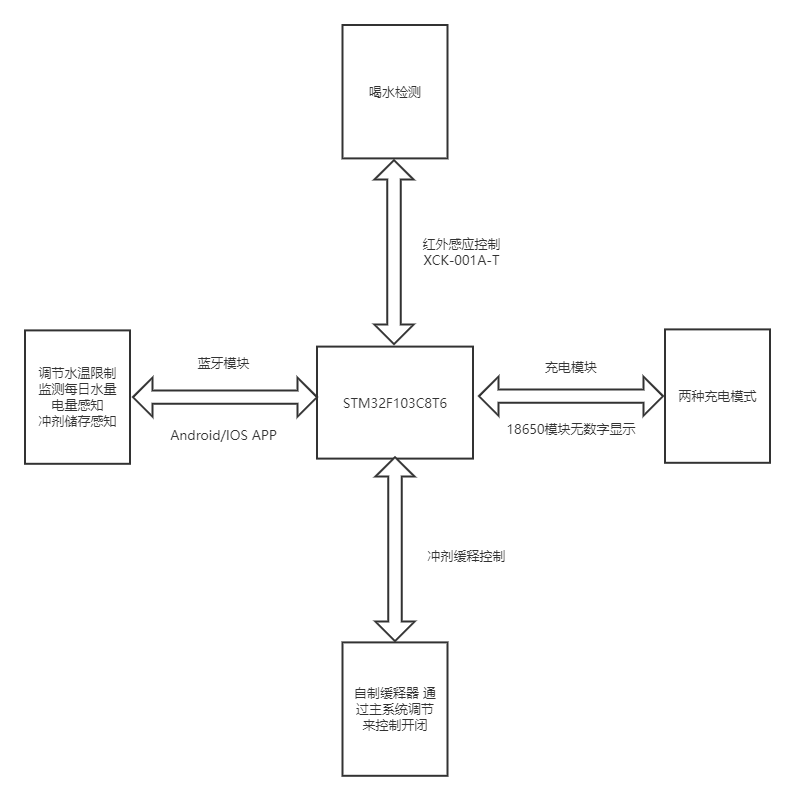 喝水检测
红外感应控制
XCK-001A-T
调节水温限制
监测每日水量
电量感知
冲剂储存感知
蓝牙模块
Android/IOS APP
STM32F103C8T6
充电模块
18650模块无数字显示
两种充电模式
冲剂缓释控制
自制缓释器 通
过主系统调节
来控制开闭